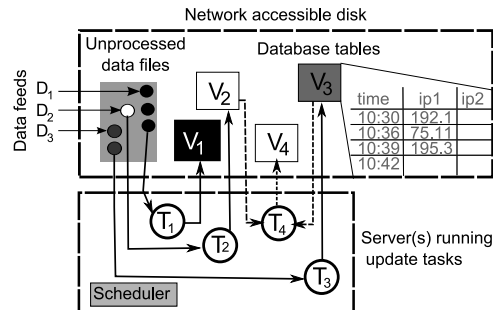 Network accessible disk
Unprocessed
data files
Database tables
Data feeds
D1
D2
D3
V1
V2
V3
V4
time ip1 ip2
10:30 192.1
10:36 75.11
10:39 195.3
10:42
T1
T2
T4
T3
Server(s) running
update tasks
Scheduler